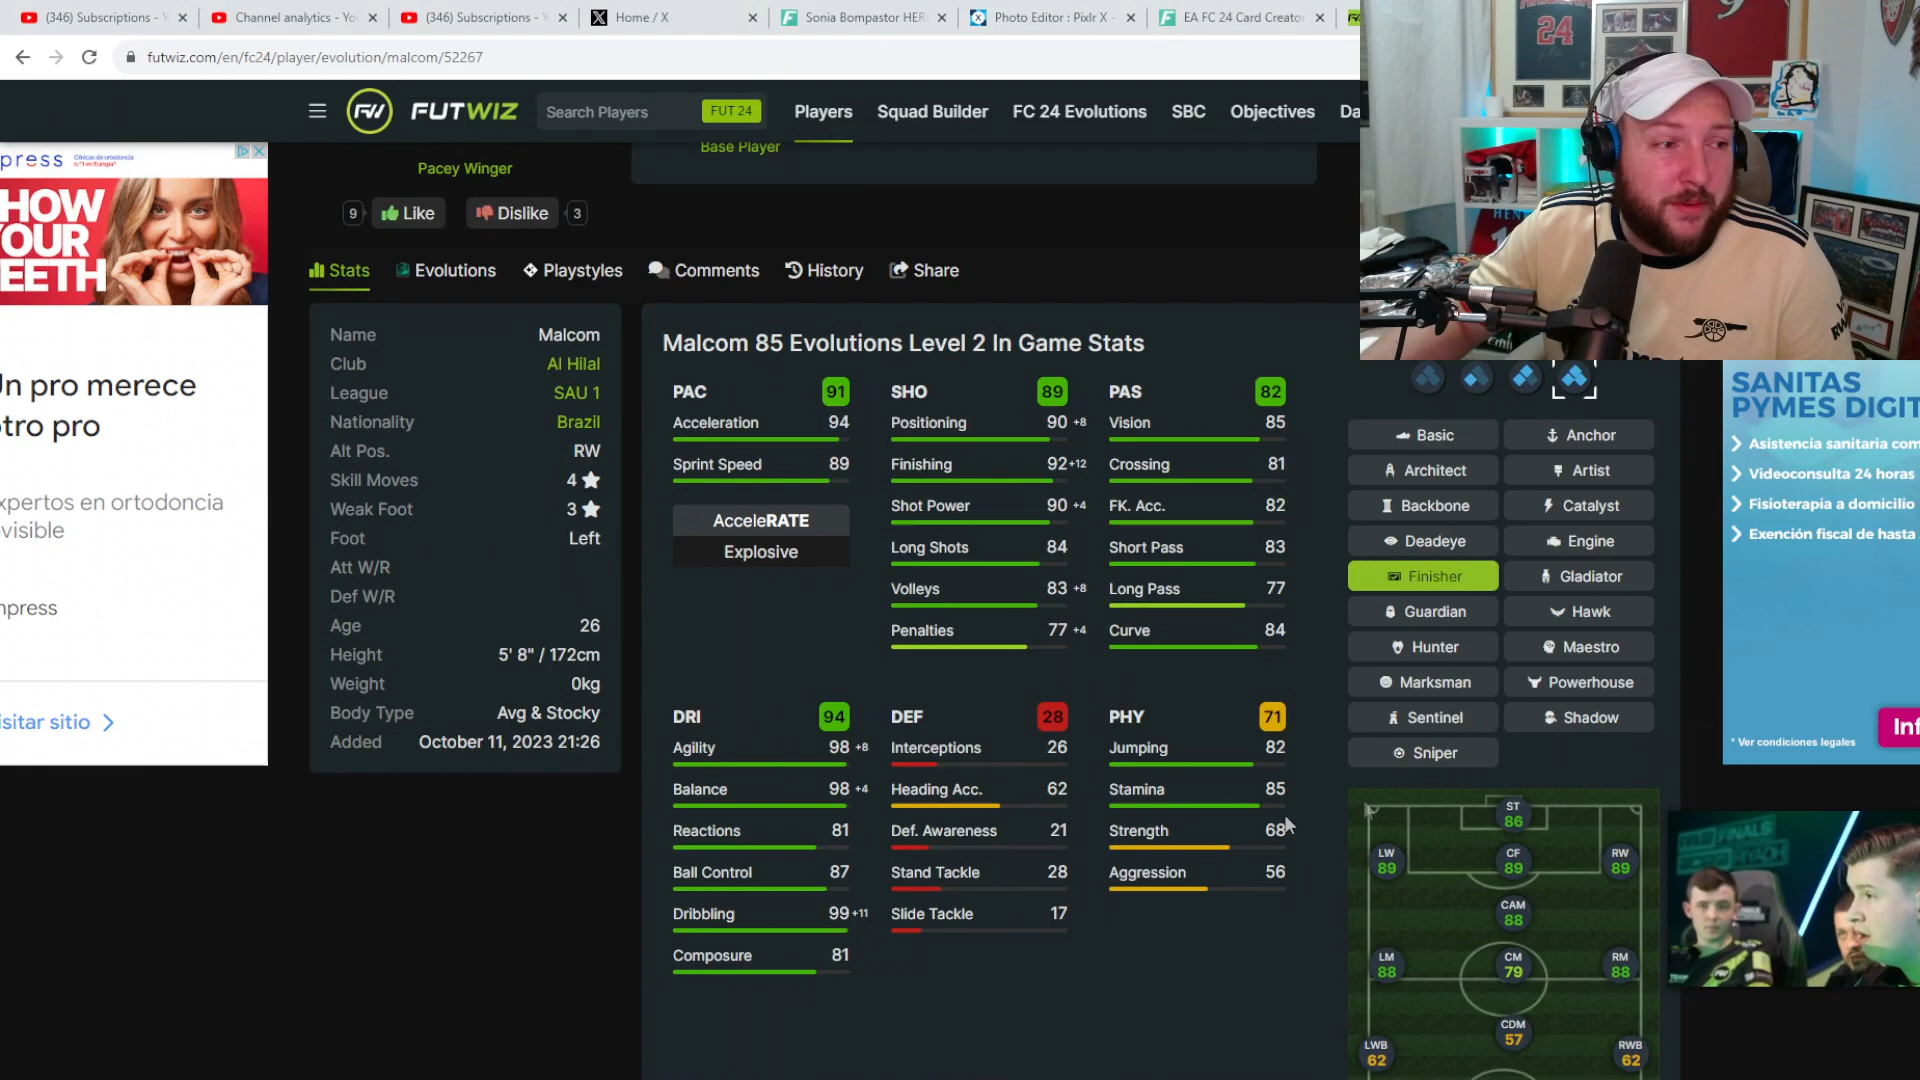 (346) Subscriptions - Y
Channel analytics - Yo
(346) Subscriptions - Y
Home / X
Sonia Bompastor HER
Photo Editor : Pixlr X -
EA FC 24 Card Creator
futwiz.com/en/fc24/player/evolution/malcom/52267
FUTWIZ
Search Players
FUT 24
Players
Squad Builder
FC 24 Evolutions
SBC
Objectives
Da
Base Player
Pacey Winger
9
Like
Dislike
3
Stats
Evolutions
Playstyles
Comments
History
Share
press
HOW
YOUR
EETH
Un pro merece
otro pro
xpertos en ortodoncia
visible
mpress
isitar sitio
Name Malcom
Club Al Hilal
League SAU 1
Nationality Brazil
Alt Pos. RW
Skill Moves 4
Weak Foot 3
Foot Left
Att W/R
Def W/R
Age 26
Height 5' 8" / 172cm
Weight 0kg
Body Type Avg & Stocky
Added October 11, 2023 21:26
Malcom 85 Evolutions Level 2 In Game Stats
PAC 91
Acceleration 94
Sprint Speed 89
AcceleRATE
Explosive
SHO 89
Positioning 90 +8
Finishing 92 +12
Shot Power 90 +4
Long Shots 84
Volleys 83 +8
Penalties 77 +4
PAS 82
Vision 85
Crossing 81
FK. Acc. 82
Short Pass 83
Long Pass 77
Curve 84
DRI 94
Agility 98 +8
Balance 98 +4
Reactions 81
Ball Control 87
Dribbling 99 +11
Composure 81
DEF 28
Interceptions 26
Heading Acc. 62
Def. Awareness 21
Stand Tackle 28
Slide Tackle 17
PHY 71
Jumping 82
Stamina 85
Strength 68
Aggression 56
Basic
Anchor
Architect
Artist
Backbone
Catalyst
Deadeye
Engine
Finisher
Gladiator
Guardian
Hawk
Hunter
Maestro
Marksman
Powerhouse
Sentinel
Shadow
Sniper
ST
86
LW
89
CF
89
RW
89
CAM
88
LM
88
CM
79
RM
88
CDM
57
LWB
62
RWB
62
24
9
SANITAS
PYMES DIGIT
Asistencia sanitaria com
Videoconsulta 24 horas
Fisioterapia a domicilio
Exención fiscal de hasta
Inf
* Ver condiciones legales